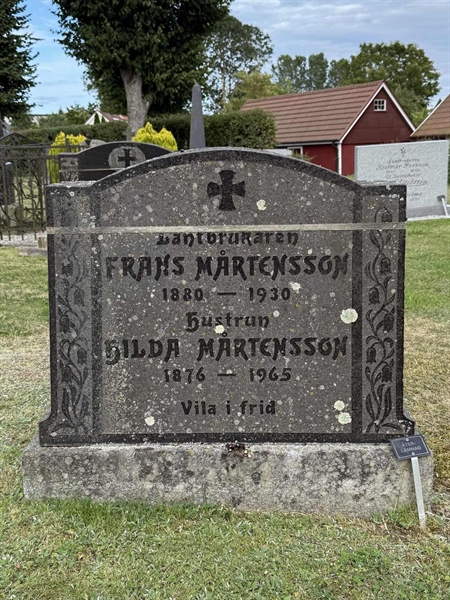 Lantbrukaren
FRANS MÅRTENSSON
1880 — 1930
Hustrun
HILDA MÅRTENSSON
1876 — 1965
Vila i frid